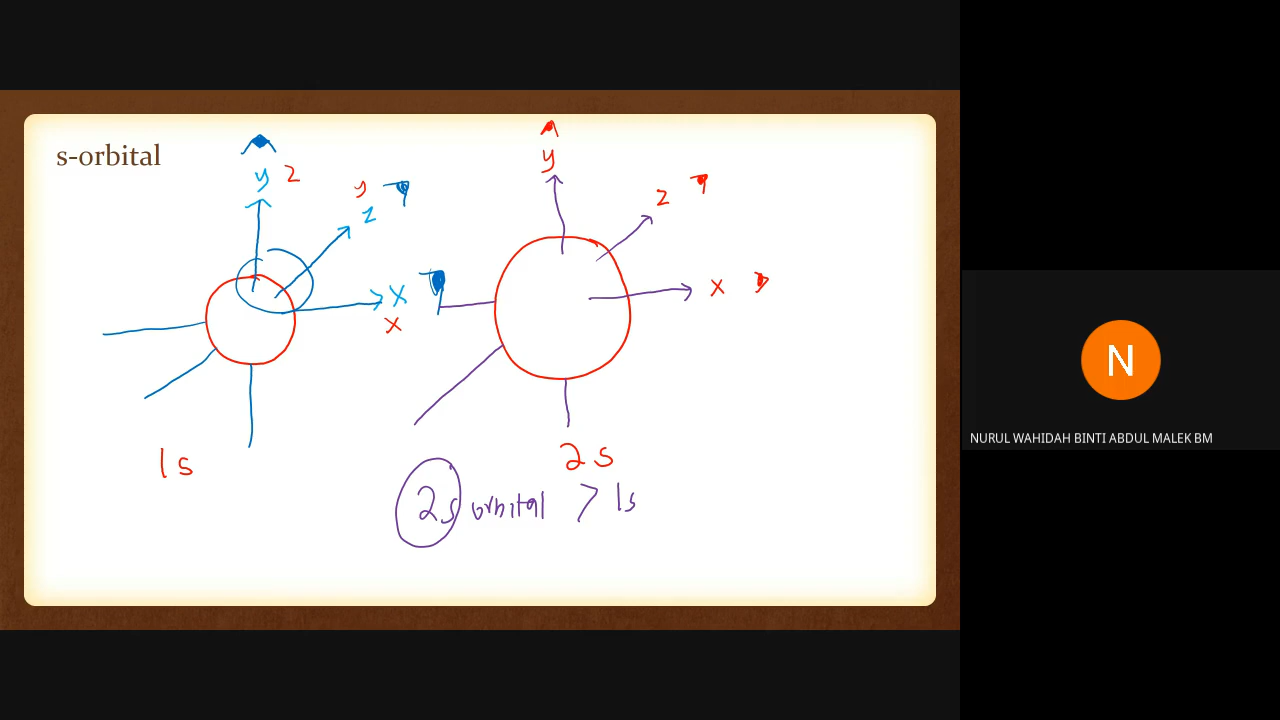 s-orbital
y z
y
z
x
x
1s
y
z
x
2s
2s orbital > 1s
N
NURUL WAHIDAH BINTI ABDUL MALEK BM